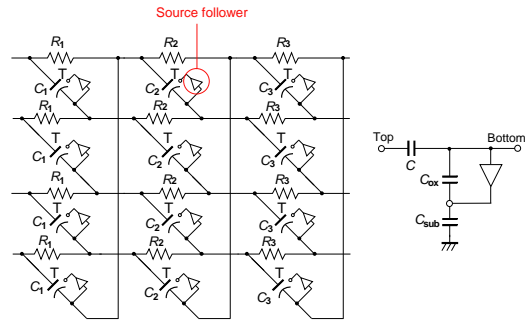 Source follower
R1 R2 R3
T T T
C1 C2 C3
R1 R2 R3
T T T
C1 C2 C3
R1 R2 R3
T T T
C1 C2 C3
R1 R2 R3
T T T
C1 C2 C3
Top Bottom
C
Cox
Csub